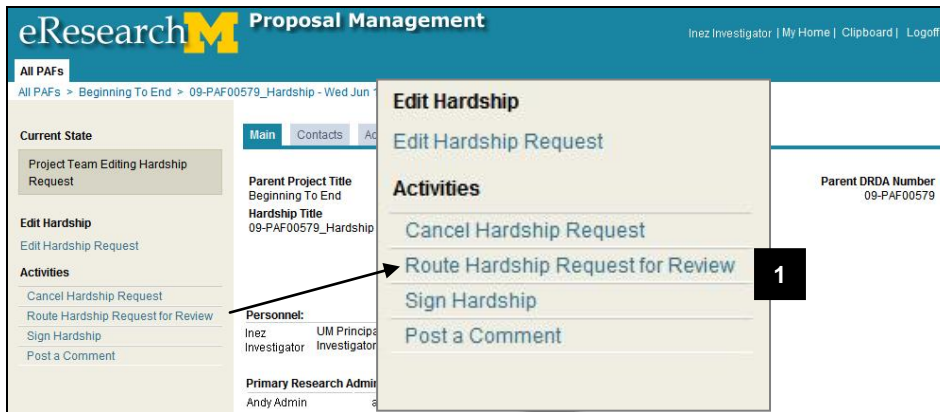 eResearch M Proposal Management
Inez Investigator | My Home | Clipboard | Logoff
All PAFs
All PAFs > Beginning To End > 09-PAF00579_Hardship - Wed Jun
Current State
Project Team Editing Hardship
Request
Edit Hardship
Edit Hardship Request
Activities
Cancel Hardship Request
Route Hardship Request for Review
Sign Hardship
Post a Comment
Main Contacts
Parent Project Title
Beginning To End
Hardship Title
09-PAF00579_Hardship
Parent DRDA Number
09-PAF00579
Personnel:
Inez UM Principa
Investigator Investigator
Primary Research Admi
Andy Admin
Edit Hardship
Edit Hardship Request
Activities
Cancel Hardship Request
Route Hardship Request for Review
1
Sign Hardship
Post a Comment